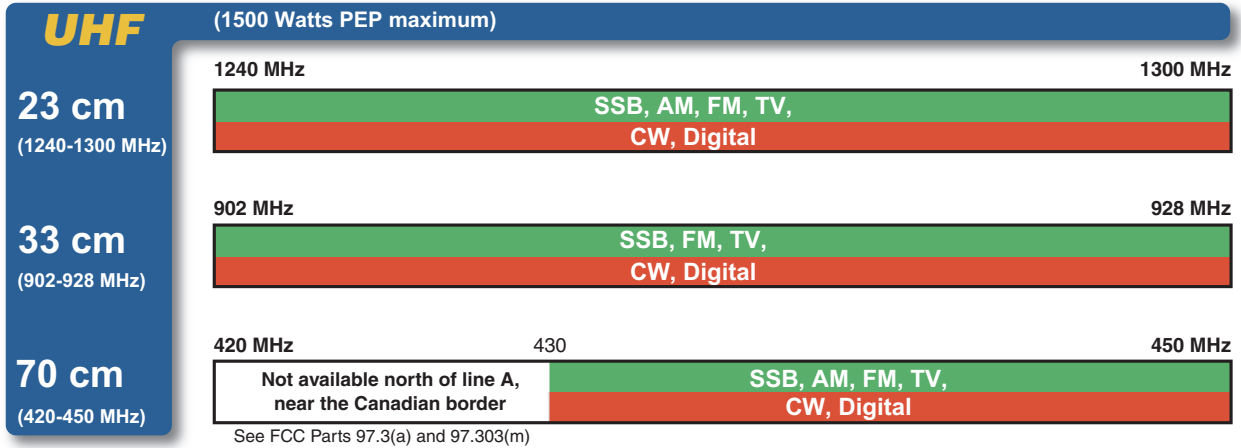 UHF
(1500 Watts PEP maximum)
1240 MHz 1300 MHz
23 cm
(1240-1300 MHz)
SSB, AM, FM, TV,
CW, Digital
902 MHz 928 MHz
33 cm
(902-928 MHz)
SSB, FM, TV,
CW, Digital
420 MHz 430 450 MHz
70 cm
(420-450 MHz)
Not available north of line A,
near the Canadian border
SSB, AM, FM, TV,
CW, Digital
See FCC Parts 97.3(a) and 97.303(m)